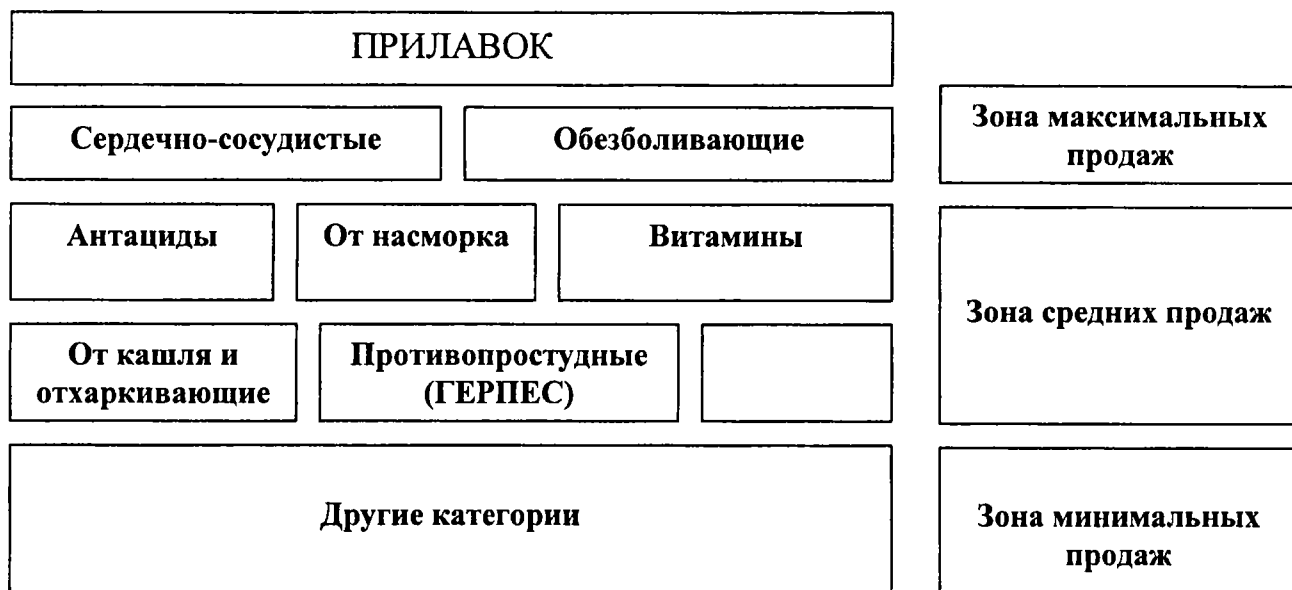 ПРИЛАВОК
Сердечно-сосудистые
Обезболивающие
Зона максимальных
продаж
Антациды
От насморка
Витамины
Зона средних продаж
От кашля и
отхаркивающие
Противопростудные
(ГЕРПЕС)
Другие категории
Зона минимальных
продаж